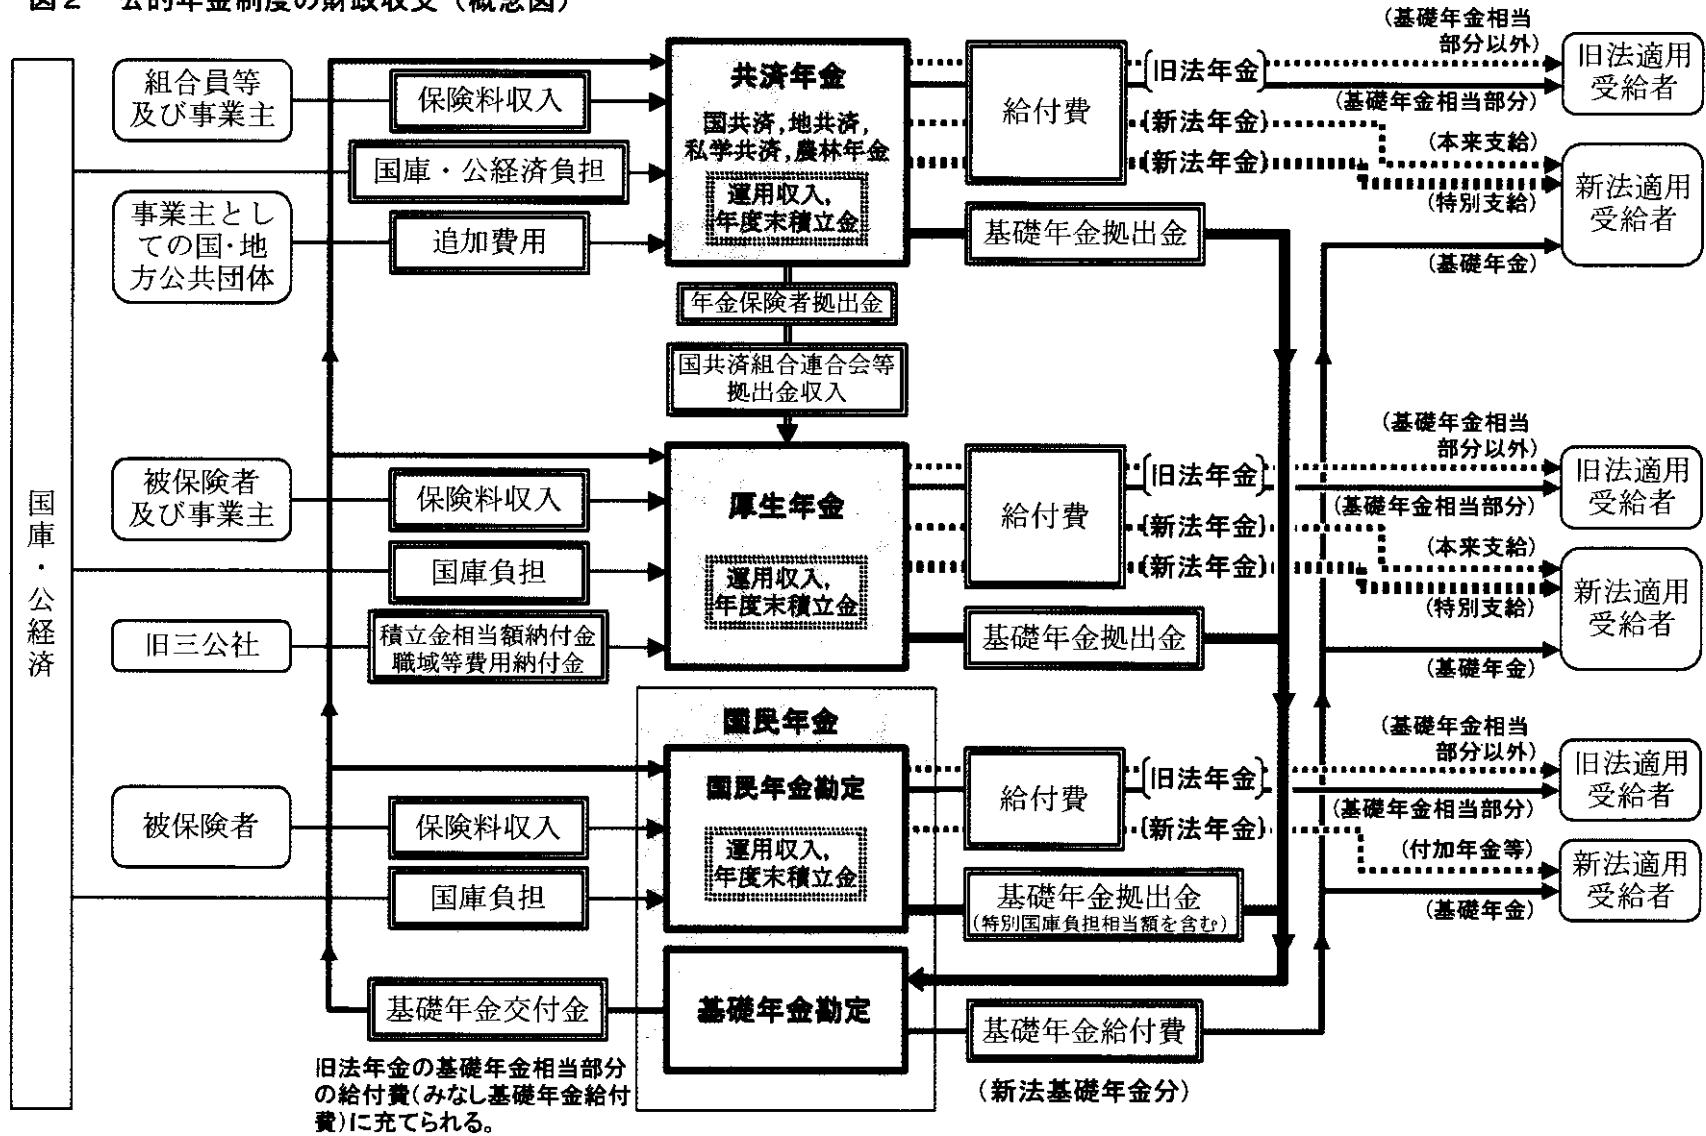 図2 公的年金制度の財政収支(概念図)
国庫・公経済
組合員等
及び事業主
保険料収入
国庫・公経済負担
事業主とし
ての国・地
方公共団体
追加費用
共済年金
国共済,地共済,
私学共済,農林年金
運用収入,
年度末積立金
給付費
基礎年金拠出金
(旧法年金)
(新法年金)
(新法年金)
(基礎年金相当
部分以外)
(基礎年金相当部分)
(本来支給)
(特別支給)
(基礎年金)
旧法適用
受給者
新法適用
受給者
年金保険者拠出金
国共済組合連合会等
拠出金収入
被保険者
及び事業主
保険料収入
国庫負担
旧三公社
積立金相当額納付金
職域等費用納付金
厚生年金
運用収入,
年度末積立金
給付費
基礎年金拠出金
(旧法年金)
(新法年金)
(新法年金)
(基礎年金相当
部分以外)
(基礎年金相当部分)
(本来支給)
(特別支給)
(基礎年金)
旧法適用
受給者
新法適用
受給者
国民年金
被保険者
保険料収入
国庫負担
国民年金勘定
運用収入,
年度末積立金
給付費
基礎年金拠出金
(特別国庫負担相当額を含む)
(旧法年金)
(新法年金)
(基礎年金相当
部分以外)
(基礎年金相当部分)
(付加年金等)
(基礎年金)
旧法適用
受給者
新法適用
受給者
基礎年金交付金
基礎年金勘定
基礎年金給付費
(新法基礎年金分)
旧法年金の基礎年金相当部分
の給付費(みなし基礎年金給付
費)に充てられる。